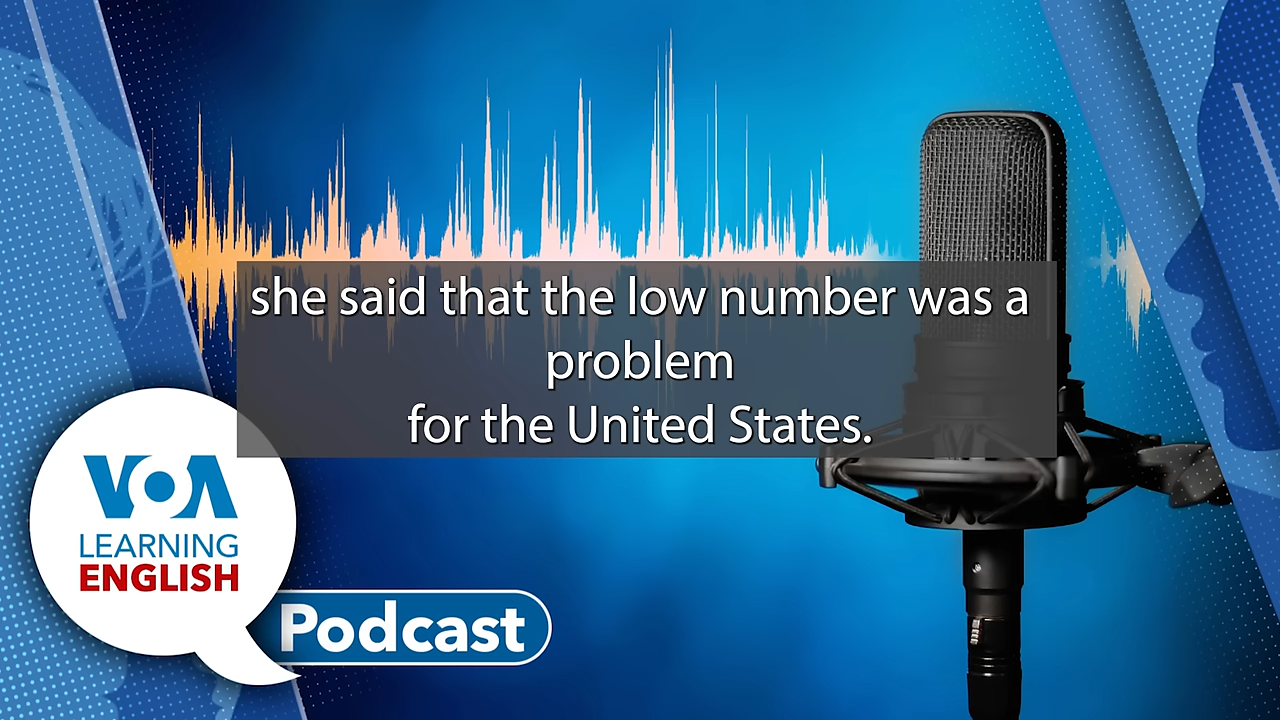 she said that the low number was a
problem
for the United States.
VOA
LEARNING
ENGLISH
Podcast